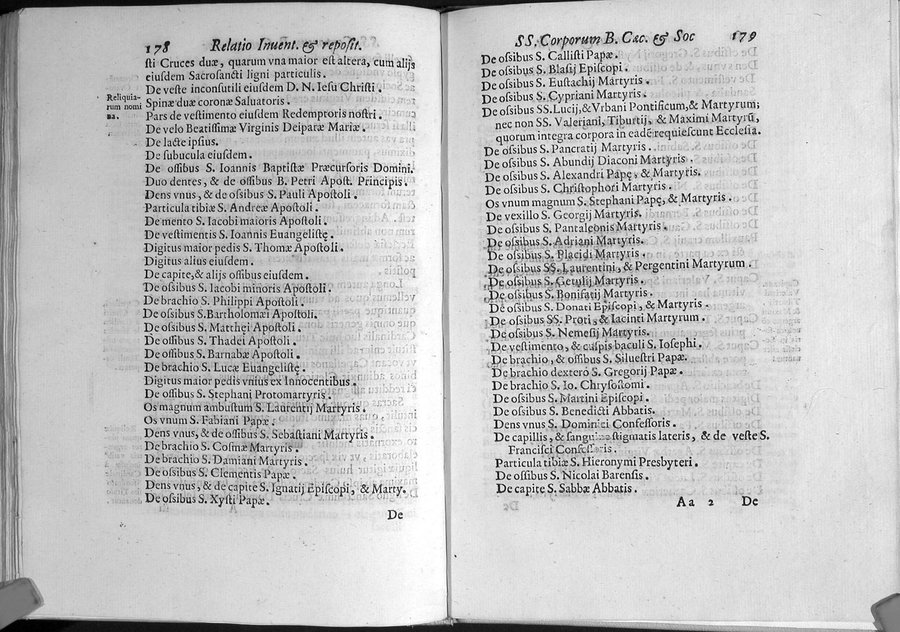 178 Relatio Inuent. & reposit.
sti Cruces duæ, quarum vna maior est altera, cum alijs
eiusdem Sacrosancti ligni particulis.
De veste inconsutili eiusdem D. N. Iesu Christi.
Reliquia-
rum nomi
na.
Spinæ duæ coronæ Saluatoris.
Pars de vestimento eiusdem Redemptoris nostri.
De velo Beatissimæ Virginis Deiparæ Mariæ.
De lacte ipsius.
De subucula eiusdem.
De ossibus S. Ioannis Baptistæ Præcursoris Domini.
Duo dentes, & de ossibus B. Petri Apost. Principis.
Dens vnus, & de ossibus S. Pauli Apostoli.
Particula tibiæ S. Andreæ Apostoli.
De mento S. Iacobi maioris Apostoli.
De vestimentis S. Ioannis Euangelistę.
Digitus maior pedis S. Thomæ Apostoli.
Digitus alius eiusdem.
De capite, & alijs ossibus eiusdem.
De ossibus S. Iacobi minoris Apostoli.
De brachio S. Philippi Apostoli.
De ossibus S. Bartholomæi Apostoli.
De ossibus S. Matthęi Apostoli.
De ossibus S. Thadei Apostoli.
De ossibus S. Barnabæ Apostoli.
De brachio S. Lucæ Euangelistę.
Digitus maior pedis vnius ex Innocentibus.
De ossibus S. Stephani Protomartyris.
Os magnum ambustum S. Laurentij Martyris.
Os vnum S. Fabiani Papæ.
Dens vnus, & de ossibus S. Sebastiani Martyris.
De brachio S. Cosmæ Martyris.
De brachio S. Damiani Martyris.
De ossibus S. Clementis Papæ.
Dens vnus, & de capite S. Ignatij Episcopi, & Marty.
De ossibus S. Xysti Papæ.
De
SS. Corporum B. Cæc. & Soc 179
De ossibus S. Callisti Papæ.
De ossibus S. Blasij Episcopi.
De ossibus S. Eustachij Martyris.
De ossibus S. Cypriani Martyris.
De ossibus SS. Lucij, & Vrbani Pontificum, & Martyrum;
nec non SS. Valeriani, Tiburtij, & Maximi Martyrū,
quorum integra corpora in eadē requiescunt Ecclesia.
De ossibus S. Pancratij Martyris.
De ossibus S. Abundij Diaconi Martyris.
De ossibus S. Alexandri Papę, & Martyris.
De ossibus S. Christophori Martyris.
Os vnum magnum S. Stephani Papę, & Martyris.
De vexillo S. Georgij Martyris.
De ossibus S. Pantaleonis Martyris.
De ossibus S. Adriani Martyris.
De ossibus S. Placidi Martyris.
De ossibus SS. Laurentini, & Pergentini Martyrum.
De ossibus S. Getulij Martyris.
De ossibus S. Bonifatij Martyris.
De ossibus S. Donati Episcopi, & Martyris.
De ossibus SS. Proti, & Iacinti Martyrum.
De ossibus S. Nemesij Martyris.
De vestimento, & cuspis baculi S. Iosephi.
De brachio, & ossibus S. Siluestri Papæ.
De brachio dextero S. Gregorij Papæ.
De brachio S. Io. Chrysostomi.
De ossibus S. Martini Episcopi.
De ossibus S. Benedicti Abbatis.
Dens vnus S. Dominici Confessoris.
De capillis, & sanguine stigmatis lateris, & de veste S.
Francisci Confessoris.
Particula tibiæ S. Hieronymi Presbyteri.
De ossibus S. Nicolai Barensis.
De capite S. Sabbæ Abbatis.
Aa 2 De